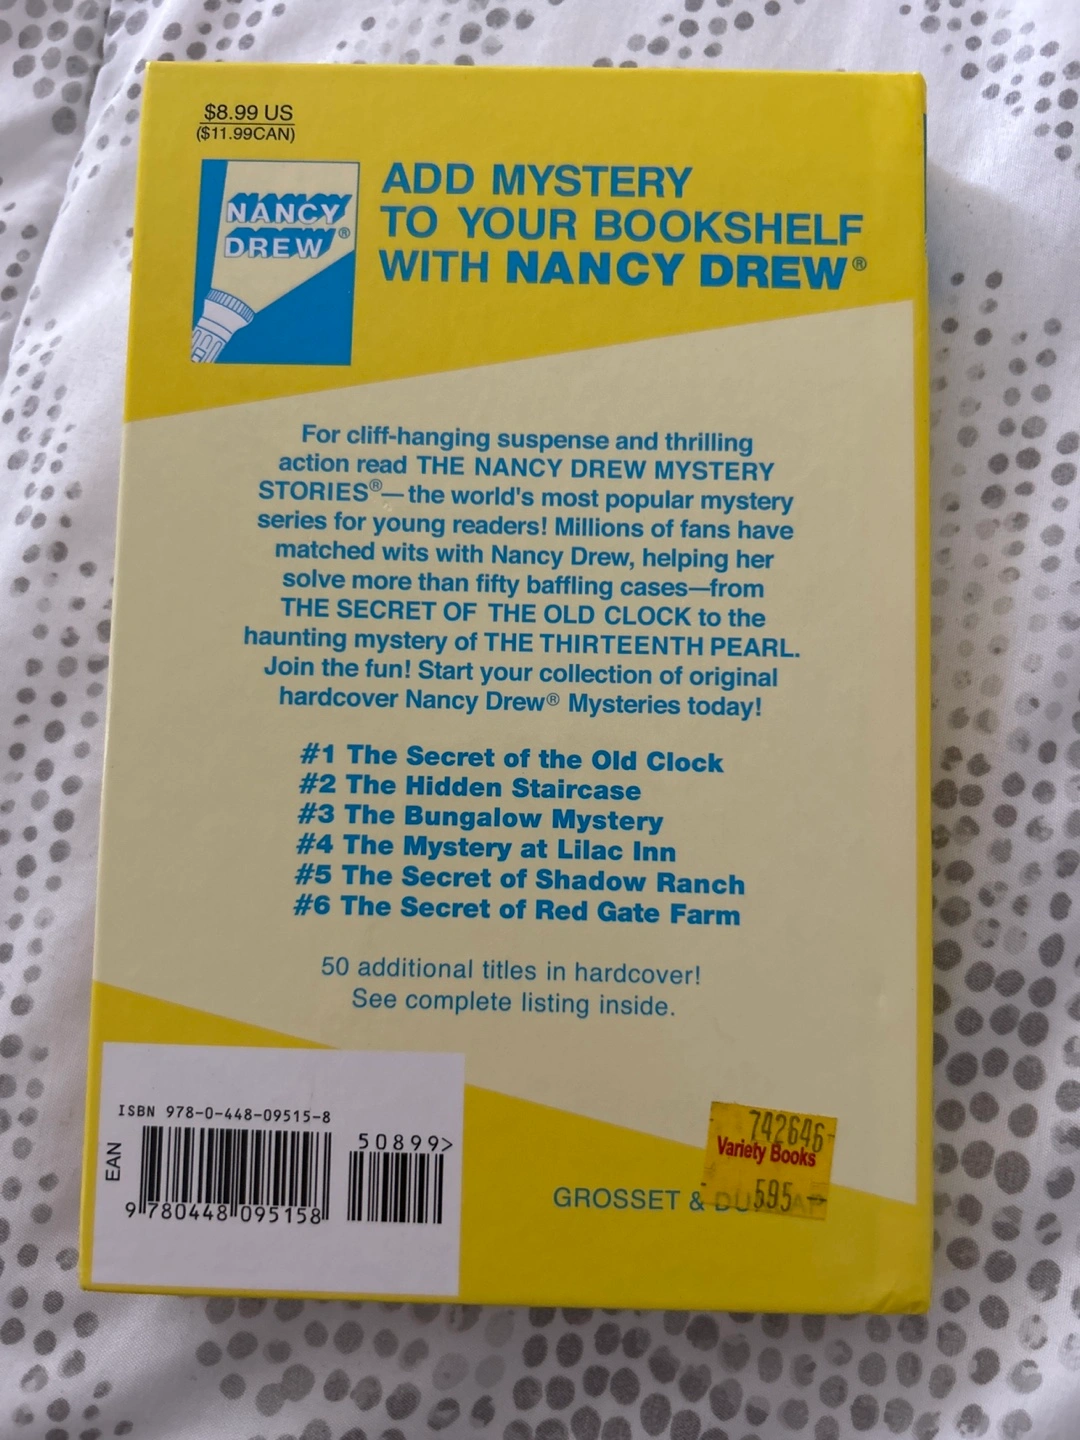 $8.99 US
($11.99CAN)
NANCY
DREW®
ADD MYSTERY
TO YOUR BOOKSHELF
WITH NANCY DREW®
For cliff-hanging suspense and thrilling
action read THE NANCY DREW MYSTERY
STORIES®—the world's most popular mystery
series for young readers! Millions of fans have
matched wits with Nancy Drew, helping her
solve more than fifty baffling cases—from
THE SECRET OF THE OLD CLOCK to the
haunting mystery of THE THIRTEENTH PEARL.
Join the fun! Start your collection of original
hardcover Nancy Drew® Mysteries today!
#1 The Secret of the Old Clock
#2 The Hidden Staircase
#3 The Bungalow Mystery
#4 The Mystery at Lilac Inn
#5 The Secret of Shadow Ranch
#6 The Secret of Red Gate Farm
50 additional titles in hardcover!
See complete listing inside.
ISBN 978-0-448-09515-8
EAN
50899>
9 780448 095158
GROSSET &
742646
Variety Books
595